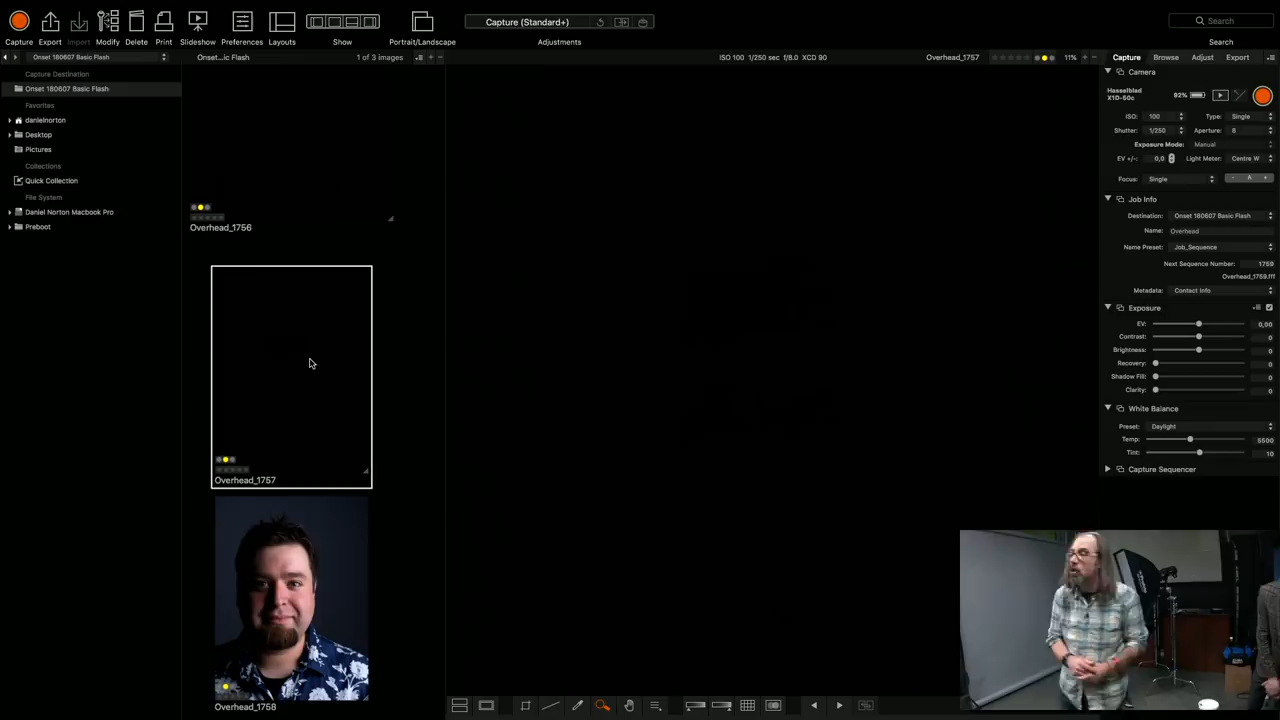 Capture Export Import Modify Delete Print Slideshow Preferences Layouts Show Portrait/Landscape Adjustments Search
Capture (Standard+)
Search
Onset 180607 Basic Flash
Onset...ic Flash 1 of 3 images
ISO 100 1/250 sec f/8.0 XCD 90 Overhead_1757 11%
Capture Browse Adjust Export
Capture Destination
Onset 180607 Basic Flash
Favorites
danielnorton
Desktop
Pictures
Collections
Quick Collection
File System
Daniel Norton Macbook Pro
Preboot
Overhead_1756
Overhead_1757
Overhead_1758
Camera
Hasselblad
X1D-50c
92%
ISO: 100 Type: Single
Shutter: 1/250 Aperture: 8
Exposure Mode: Manual
EV +/-: 0,0 Light Meter: Centre W
Focus: Single - A +
Job Info
Destination: Onset 180607 Basic Flash
Name: Overhead
Name Preset: Job_Sequence
Next Sequence Number: 1759
Overhead_1759.fff
Metadata: Contact Info
Exposure
EV: 0,00
Contrast: 0
Brightness: 0
Recovery: 0
Shadow Fill: 0
Clarity: 0
White Balance
Preset: Daylight
Temp: 5500
Tint: 10
Capture Sequencer